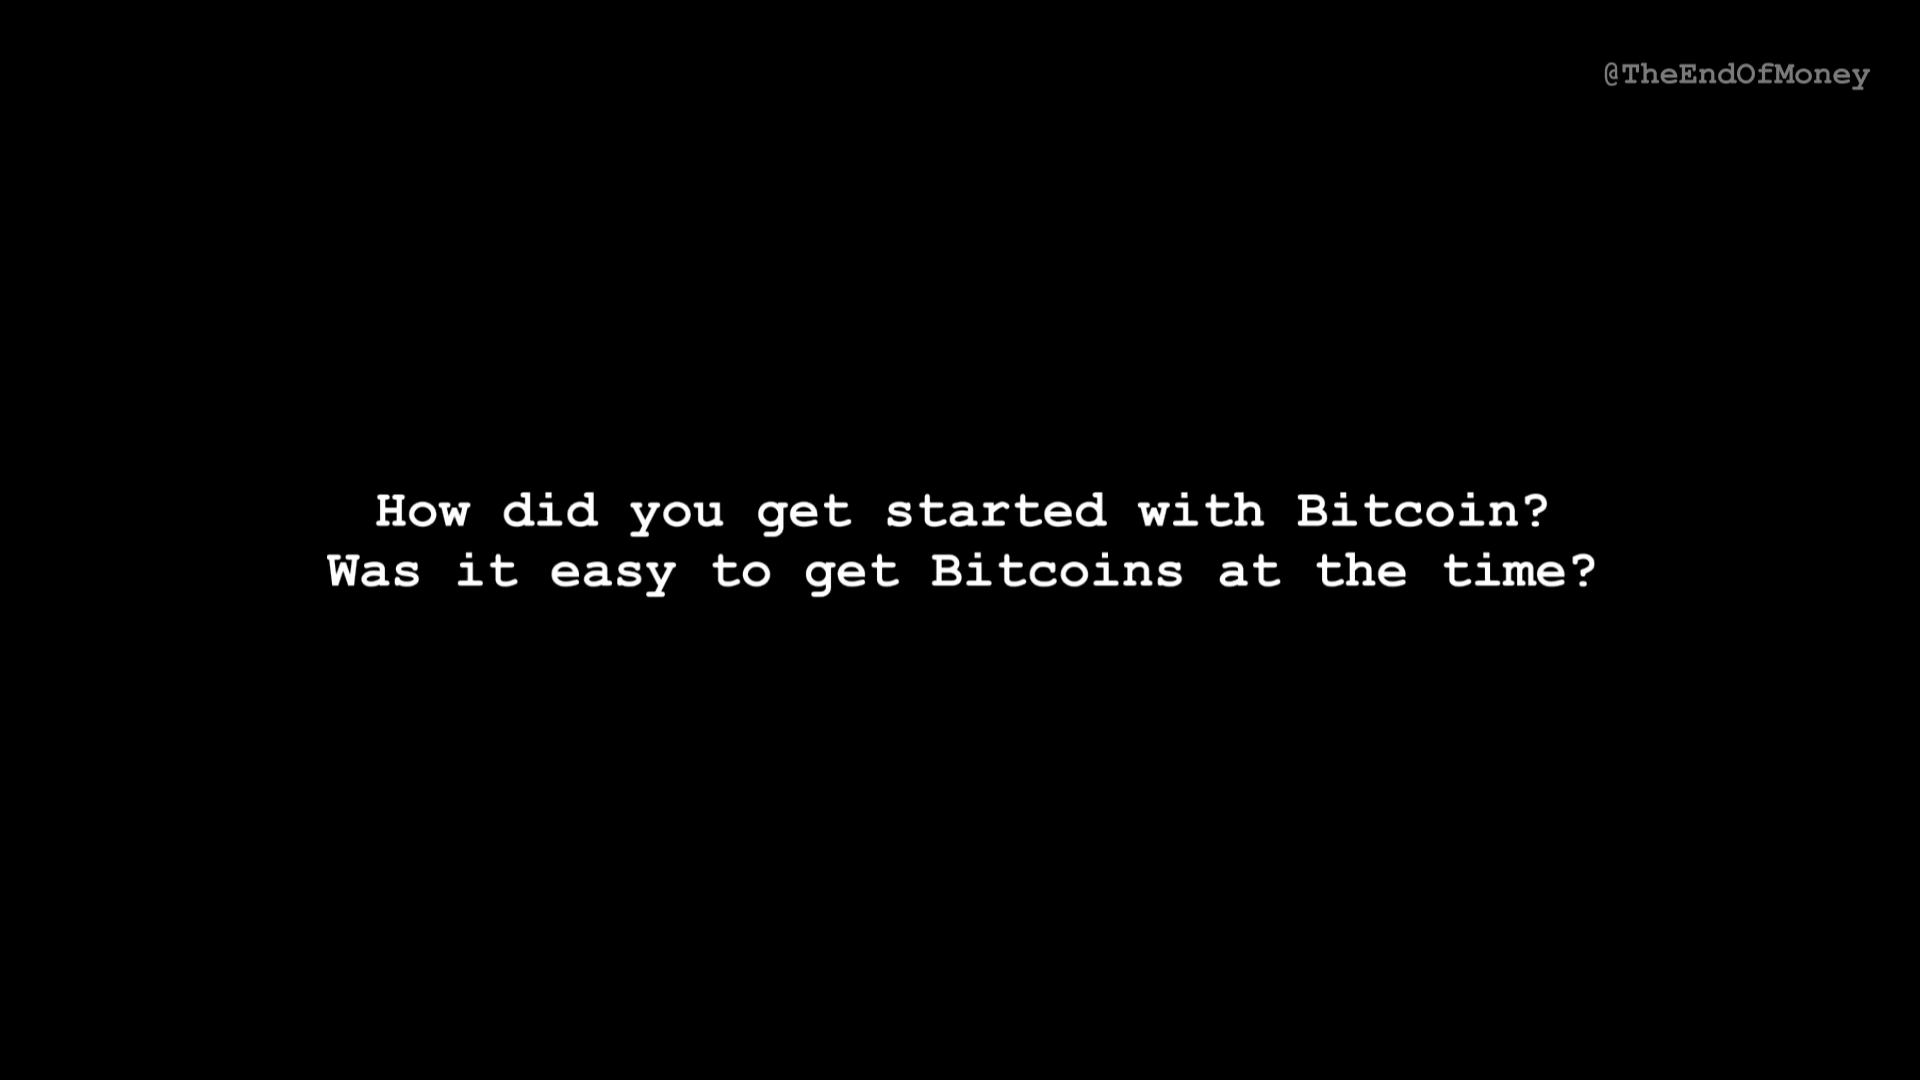 @TheEndOfMoney
How did you get started with Bitcoin?
Was it easy to get Bitcoins at the time?